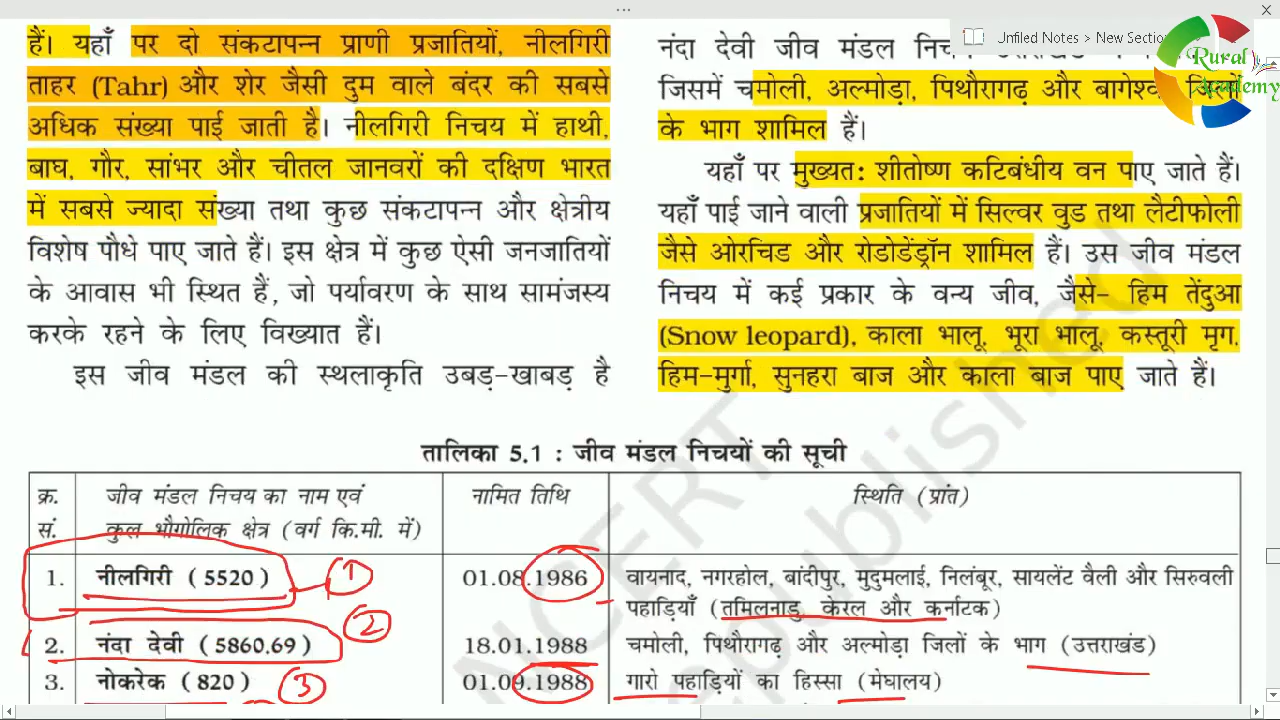 Unfiled Notes > New Section
Rural
Academy
हैं। यहाँ पर दो संकटापन्न प्राणी प्रजातियों, नीलगिरी
ताहर (Tahr) और शेर जैसी दुम वाले बंदर की सबसे
अधिक संख्या पाई जाती है। नीलगिरी निचय में हाथी,
बाघ, गौर, सांभर और चीतल जानवरों की दक्षिण भारत
में सबसे ज्यादा संख्या तथा कुछ संकटापन्न और क्षेत्रीय
विशेष पौधे पाए जाते हैं। इस क्षेत्र में कुछ ऐसी जनजातियों
के आवास भी स्थित हैं, जो पर्यावरण के साथ सामंजस्य
करके रहने के लिए विख्यात हैं।
इस जीव मंडल की स्थलाकृति उबड़-खाबड़ है
नंदा देवी जीव मंडल
जिसमें चमोली, अल्मोड़ा, पिथौरागढ़ और
के भाग शामिल हैं।
यहाँ पर मुख्यत: शीतोष्ण कटिबंधीय वन पाए जाते हैं।
यहाँ पाई जाने वाली प्रजातियों में सिल्वर वुड तथा लैटीफोली
जैसे ओरचिड और रोडोडेंड्रॉन शामिल हैं। उस जीव मंडल
निचय में कई प्रकार के वन्य जीव, जैसे- हिम तेंदुआ
(Snow leopard), काला भालू, भूरा भालू, कस्तूरी मृग,
हिम-मुर्गा, सुनहरा बाज और काला बाज पाए जाते हैं।
तालिका 5.1 : जीव मंडल निचयों की सूची
क्र. जीव मंडल निचय का नाम एवं नामित तिथि स्थिति (प्रांत)
सं. कुल भौगोलिक क्षेत्र (वर्ग कि.मी. में)
1. नीलगिरी (5520) 1 01.08.1986 वायनाद, नगरहोल, बांदीपुर, मुदुमलाई, निलंबूर, सायलेंट वैली और सिरुवली
पहाड़ियाँ (तमिलनाडु, केरल और कर्नाटक)
2. नंदा देवी (5860.69) 2 18.01.1988 चमोली, पिथौरागढ़ और अल्मोड़ा जिलों के भाग (उत्तराखंड)
3. नोकरेक (820) 3 01.09.1988 गारो पहाड़ियों का हिस्सा (मेघालय)
NCERT
republished